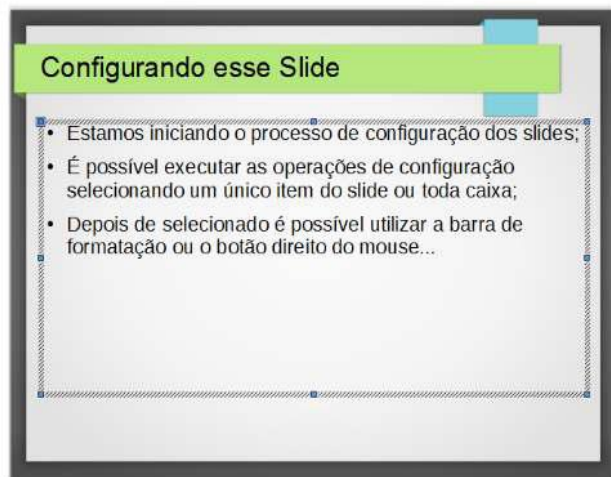 Configurando esse Slide
• Estamos iniciando o processo de configuração dos slides;
• É possível executar as operações de configuração
selecionando um único item do slide ou toda caixa;
• Depois de selecionado é possível utilizar a barra de
formatação ou o botão direito do mouse...